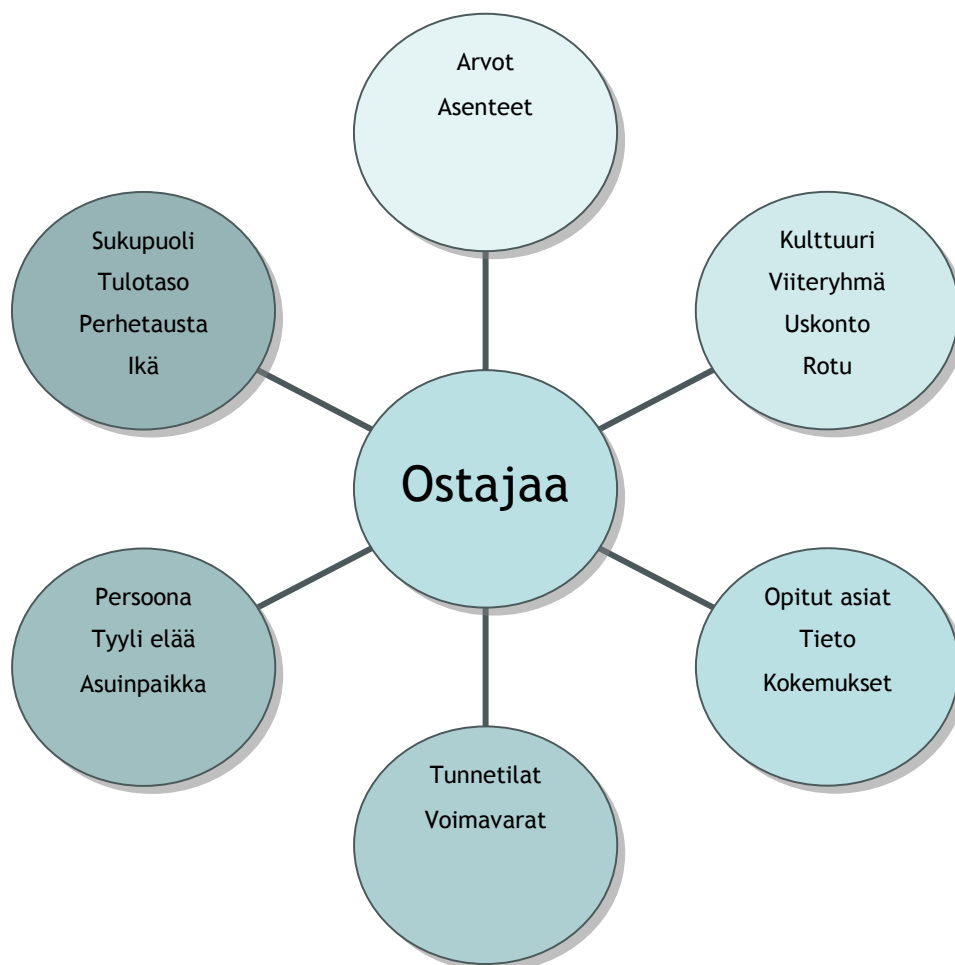 Arvot
Asenteet
Kulttuuri
Viiteryhmä
Uskonto
Rotu
Opitut asiat
Tieto
Kokemukset
Tunnetilat
Voimavarat
Persoona
Tyyli elää
Asuinpaikka
Sukupuoli
Tulotaso
Perhetausta
Ikä
Ostajaa